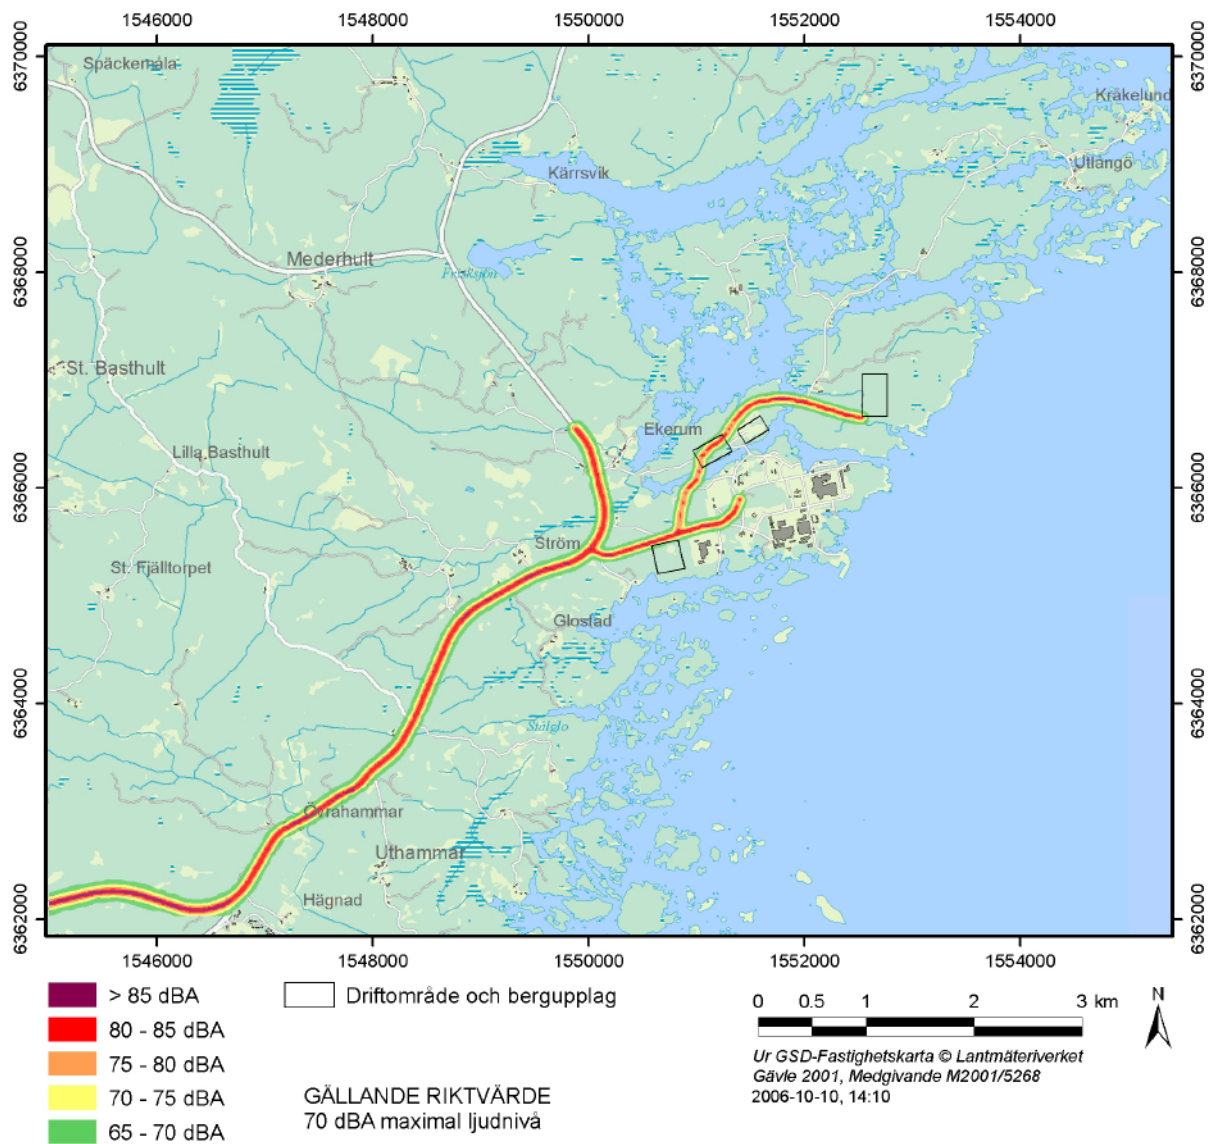 1546000 1548000 1550000 1552000 1554000
6370000 6370000
Späckemåla
Kråkelund
Utlangö
Kärrsvik
Mederhult
Frisksjön
6368000 6368000
St. Basthult
Ekerum
Lilla Basthult
6366000 6366000
Ström
St. Fjälltorpet
Glostad
6364000 6364000
Stålglo
Övrahammar
Uthammar
Hägnad
6362000 6362000
1546000 1548000 1550000 1552000 1554000
> 85 dBA
80 - 85 dBA
75 - 80 dBA
70 - 75 dBA
65 - 70 dBA
Driftområde och bergupplag
GÄLLANDE RIKTVÄRDE
70 dBA maximal ljudnivå
0 0.5 1 2 3 km
N
Ur GSD-Fastighetskarta © Lantmäteriverket
Gävle 2001, Medgivande M2001/5268
2006-10-10, 14:10